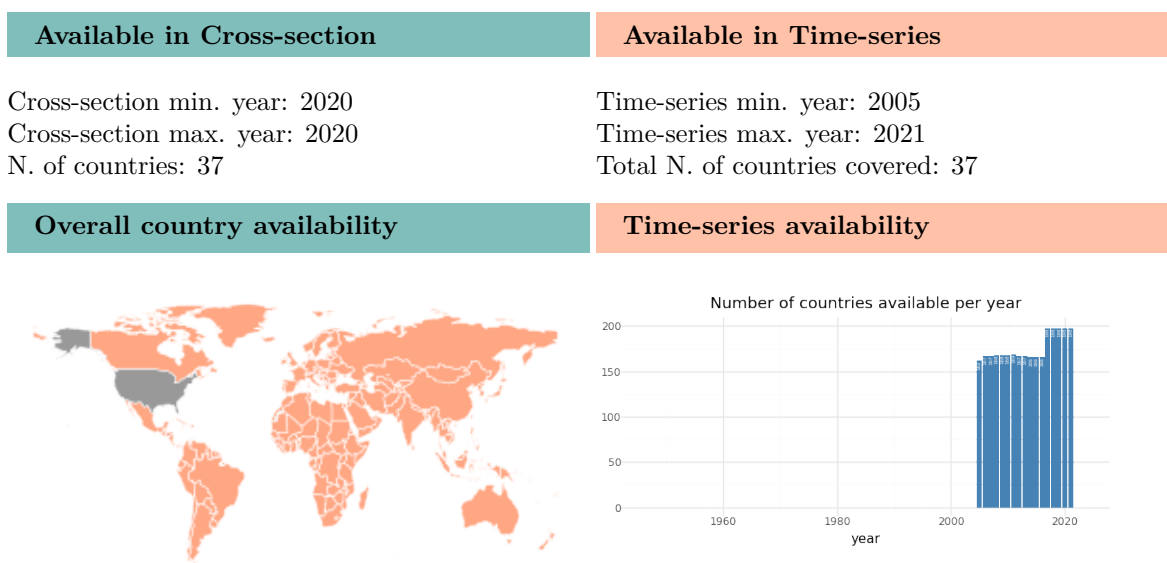 Available in Cross-section
Available in Time-series
Cross-section min. year: 2020
Cross-section max. year: 2020
N. of countries: 37
Time-series min. year: 2005
Time-series max. year: 2021
Total N. of countries covered: 37
Overall country availability
Time-series availability
Number of countries available per year
200
150
100
50
0
1960 1980 2000 2020
year